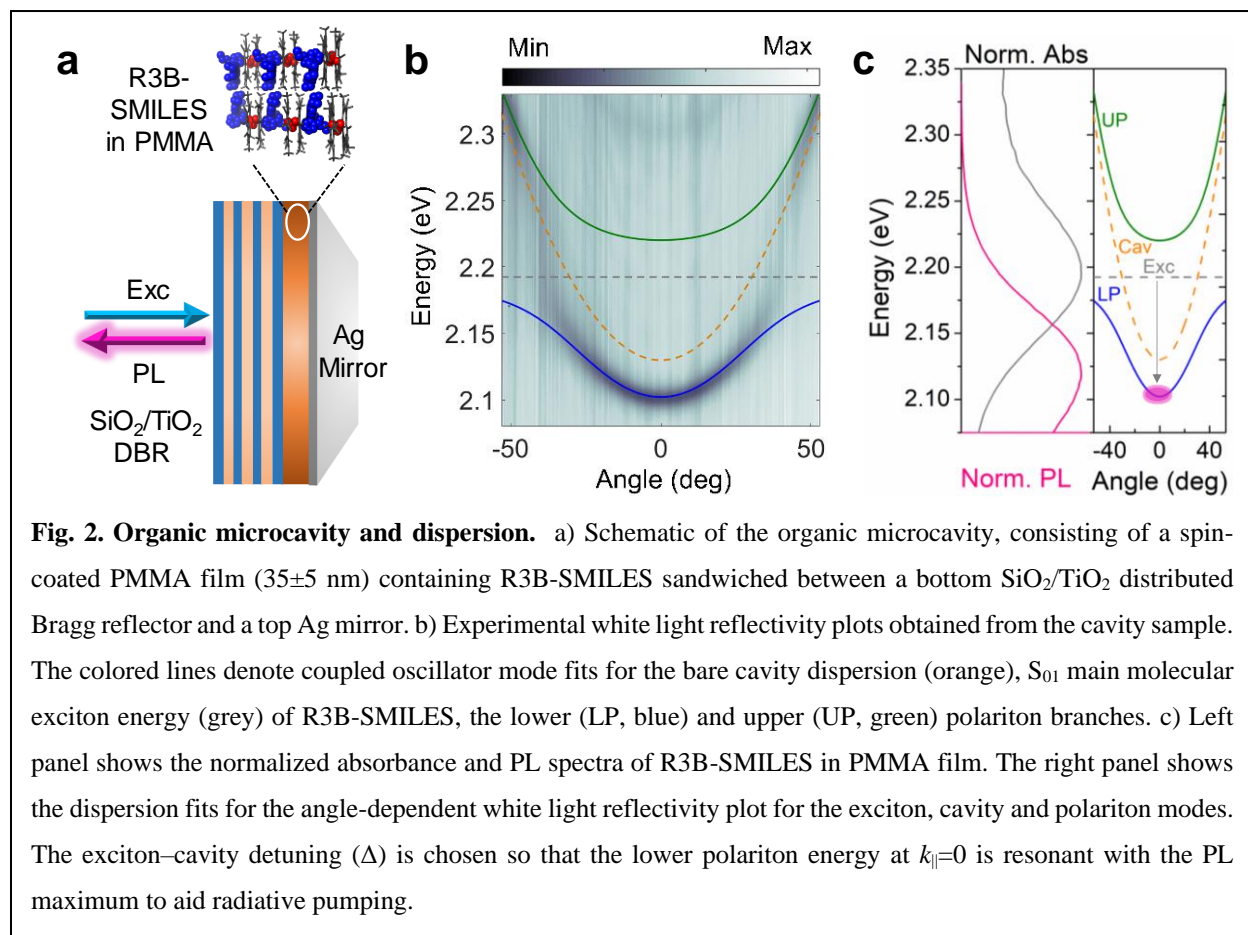 a
R3B-
SMILES
in PMMA
Exc
PL
SiO2/TiO2
DBR
Ag
Mirror
b
Min
Max
Energy (eV)
2.3
2.25
2.2
2.15
2.1
-50
0
50
Angle (deg)
c
Norm. Abs
Energy (eV)
2.35
2.30
2.25
2.20
2.15
2.10
UP
Cav
Exc
LP
-40
0
40
Norm. PL
Angle (deg)
Fig. 2. Organic microcavity and dispersion. a) Schematic of the organic microcavity, consisting of a spin-
coated PMMA film (35±5 nm) containing R3B-SMILES sandwiched between a bottom SiO2/TiO2 distributed
Bragg reflector and a top Ag mirror. b) Experimental white light reflectivity plots obtained from the cavity sample.
The colored lines denote coupled oscillator mode fits for the bare cavity dispersion (orange), S01 main molecular
exciton energy (grey) of R3B-SMILES, the lower (LP, blue) and upper (UP, green) polariton branches. c) Left
panel shows the normalized absorbance and PL spectra of R3B-SMILES in PMMA film. The right panel shows
the dispersion fits for the angle-dependent white light reflectivity plot for the exciton, cavity and polariton modes.
The exciton–cavity detuning (Δ) is chosen so that the lower polariton energy at k||=0 is resonant with the PL
maximum to aid radiative pumping.